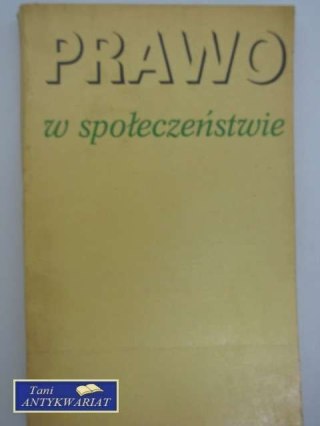 PRAWO
w społeczeństwie
Tani
ANTYKWARIAT